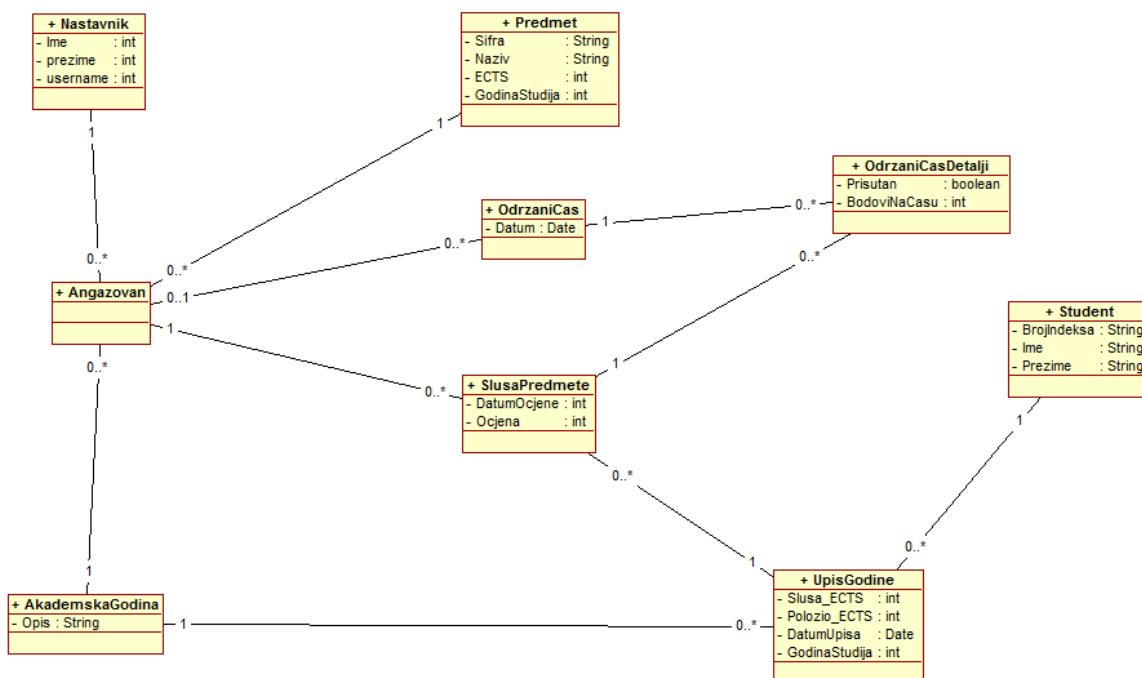 + Nastavnik
- Ime : int
- prezime : int
- username : int
+ Predmet
- Sifra : String
- Naziv : String
- ECTS : int
- GodinaStudija : int
1
1
+ OdrzaniCasDetalji
- Prisutan : boolean
- BodoviNaCasu : int
+ OdrzaniCas
- Datum : Date
1
0..*
0..*
0..*
0..*
0..*
+ Angazovan
0..1
1
0..*
+ Student
- BrojIndeksa : String
- Ime : String
- Prezime : String
1
0..*
+ SlusaPredmete
- DatumOcjene : int
- Ocjena : int
1
0..*
0..*
1
1
+ UpisGodine
- Slusa_ECTS : int
- Polozio_ECTS : int
- DatumUpisa : Date
- GodinaStudija : int
+ AkademskaGodina
- Opis : String
1
0..*